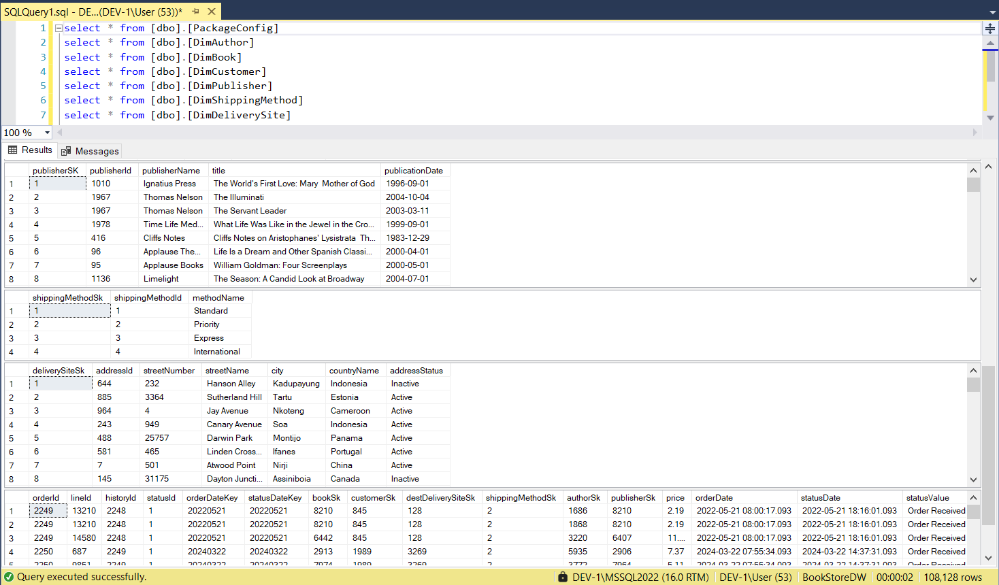 SQLQuery1.sql - DE...(DEV-1\User (53))*
1 select * from [dbo].[PackageConfig]
2 select * from [dbo].[DimAuthor]
3 select * from [dbo].[DimBook]
4 select * from [dbo].[DimCustomer]
5 select * from [dbo].[DimPublisher]
6 select * from [dbo].[DimShippingMethod]
7 select * from [dbo].[DimDeliverySite]
100 %
Results Messages
publisherSK publisherId publisherName title publicationDate
1 1 1010 Ignatius Press The World's First Love: Mary  Mother of God 1996-09-01
2 2 1967 Thomas Nelson The Illuminati 2004-10-04
3 3 1967 Thomas Nelson The Servant Leader 2003-03-11
4 4 1978 Time Life Med... What Life Was Like in the Jewel in the Cro... 1999-09-01
5 5 416 Cliffs Notes Cliffs Notes on Aristophanes' Lysistrata  Th... 1983-12-29
6 6 96 Applause The... Life Is a Dream and Other Spanish Classi... 2000-04-01
7 7 95 Applause Books William Goldman: Four Screenplays 2000-05-01
8 8 1136 Limelight The Season: A Candid Look at Broadway 2004-07-01
shippingMethodSk shippingMethodId methodName
1 1 1 Standard
2 2 2 Priority
3 3 3 Express
4 4 4 International
deliverySiteSk addressId streetNumber streetName city countryName addressStatus
1 1 644 232 Hanson Alley Kadupayung Indonesia Inactive
2 2 885 3364 Sutherland Hill Tartu Estonia Active
3 3 964 4 Jay Avenue Nkoteng Cameroon Active
4 4 243 949 Canary Avenue Soa Indonesia Active
5 5 488 25757 Darwin Park Montijo Panama Active
6 6 581 465 Linden Cross... Ifanes Portugal Active
7 7 7 501 Atwood Point Nirji China Active
8 8 145 31175 Dayton Juncti... Assiniboia Canada Inactive
orderId lineId historyId statusId orderDateKey statusDateKey bookSk customerSk destDeliverySiteSk shippingMethodSk authorSk publisherSk price orderDate statusDate statusValue
1 2249 13210 2248 1 20220521 20220521 8210 845 128 2 1686 8210 2.19 2022-05-21 08:00:17.093 2022-05-21 18:16:01.093 Order Received
2 2249 13210 2248 1 20220521 20220521 8210 845 128 2 1868 8210 2.19 2022-05-21 08:00:17.093 2022-05-21 18:16:01.093 Order Received
3 2249 14580 2248 1 20220521 20220521 6442 845 128 2 3220 6407 11.... 2022-05-21 08:00:17.093 2022-05-21 18:16:01.093 Order Received
4 2250 687 2249 1 20240322 20240322 2913 1989 3269 2 5935 2906 7.37 2024-03-22 07:55:34.093 2024-03-22 14:37:31.093 Order Received
5 2250 9851 2249 1 20240322 20240322 7974 1989 3269 2 3772 7964 5.11 2024-03-22 07:55:34.093 2024-03-22 14:37:31.093 Order Received
Query executed successfully. DEV-1\MSSQL2022 (16.0 RTM) DEV-1\User (53) BookStoreDW 00:00:02 108,128 rows